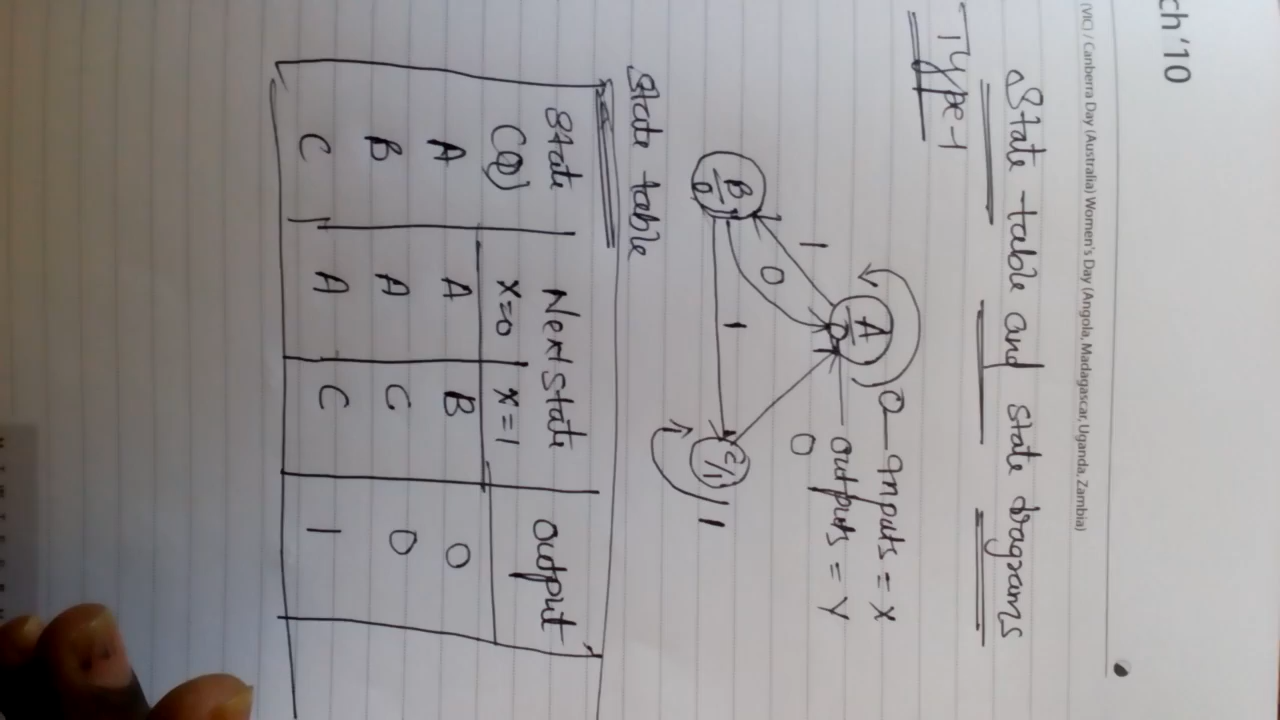 ch'10
(VIC) / Canberra Day (Australia) Women's Day (Angola, Madagascar, Uganda, Zambia)
State table and state diagrams
Type-1
0 — inputs = X
A
0
outputs = Y
1
0
0
B
0
1
C/1
1
State table
State Next state output
(Q) x=0 x=1
A A B 0
B A C 0
C A C 1